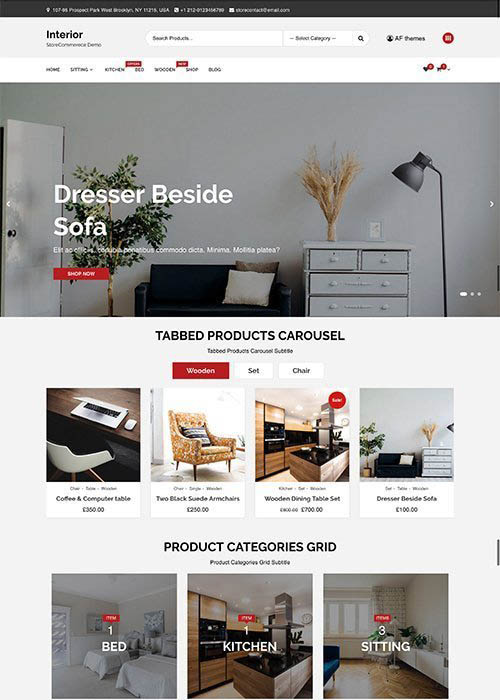 107-95 Prospect Park West Brooklyn, NY 11215, USA +1 212-0123456789 storecontact@email.com
Interior
StoreCommerce Demo
Search Products... -- Select Category -- AF themes
OFFERS NEW
HOME SITTING KITCHEN BED WOODEN SHOP BLOG
0 0
Dresser Beside
Sofa
Elit ac officiis, conubia penatibus commodo dicta. Minima. Mollitia platea?
SHOP NOW
TABBED PRODUCTS CAROUSEL
Tabbed Products Carousel Subtitle
Wooden Set Chair
Sale!
Chair Table Wooden
Coffee & Computer table
£350.00
Chair Single Wooden
Two Black Suede Armchairs
£250.00
Kitchen Set Wooden
Wooden Dining Table Set
£700.00
Set Table Wooden
Dresser Beside Sofa
£100.00
PRODUCT CATEGORIES GRID
Product Categories Grid Subtitle
ITEM
1
BED
ITEM
1
KITCHEN
ITEMS
3
SITTING